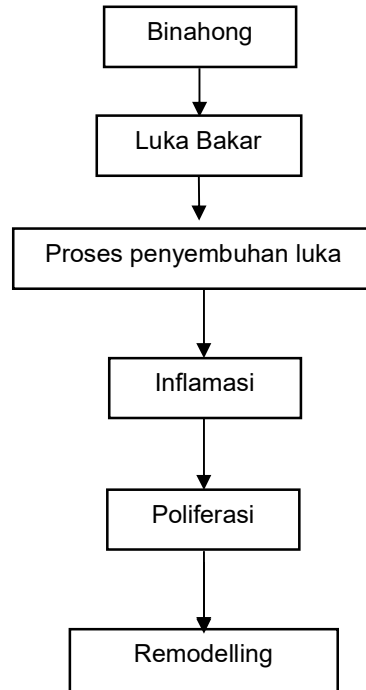 Binahong
Luka Bakar
Proses penyembuhan luka
Inflamasi
Poliferasi
Remodelling